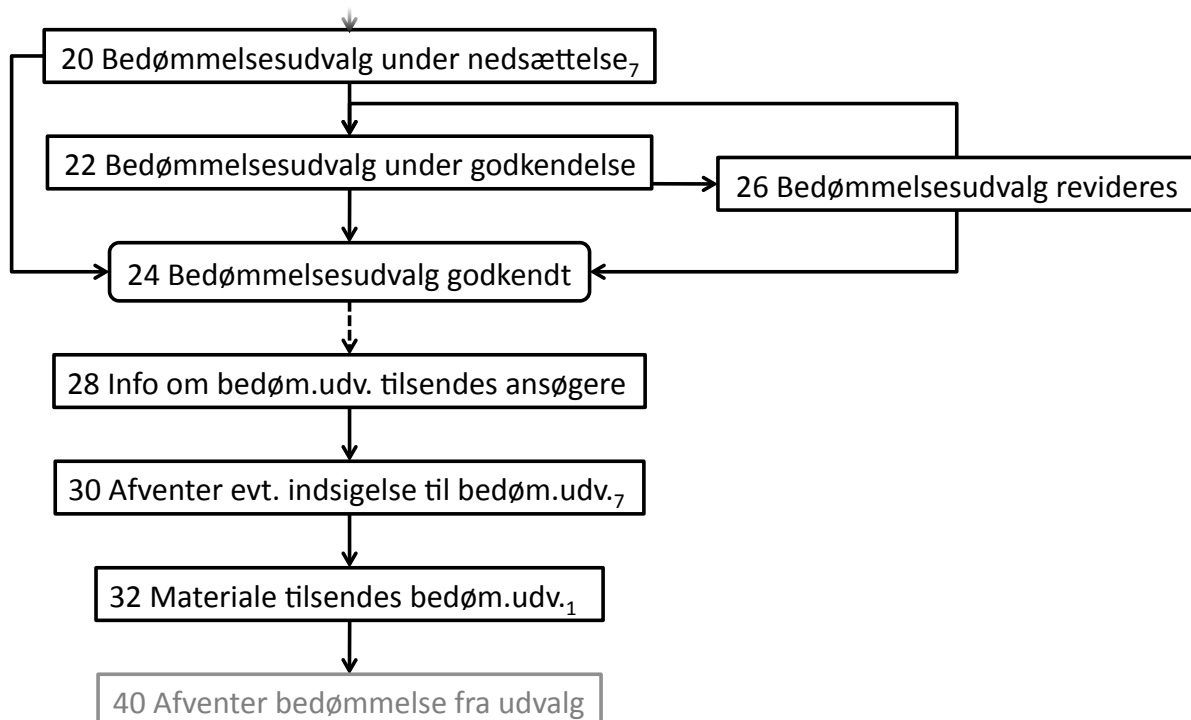 20 Bedømmelsesudvalg under nedsættelse₇
22 Bedømmelsesudvalg under godkendelse
26 Bedømmelsesudvalg revideres
24 Bedømmelsesudvalg godkendt
28 Info om bedøm.udv. tilsendes ansøgere
30 Afventer evt. indsigelse til bedøm.udv.₇
32 Materiale tilsendes bedøm.udv.₁
40 Afventer bedømmelse fra udvalg